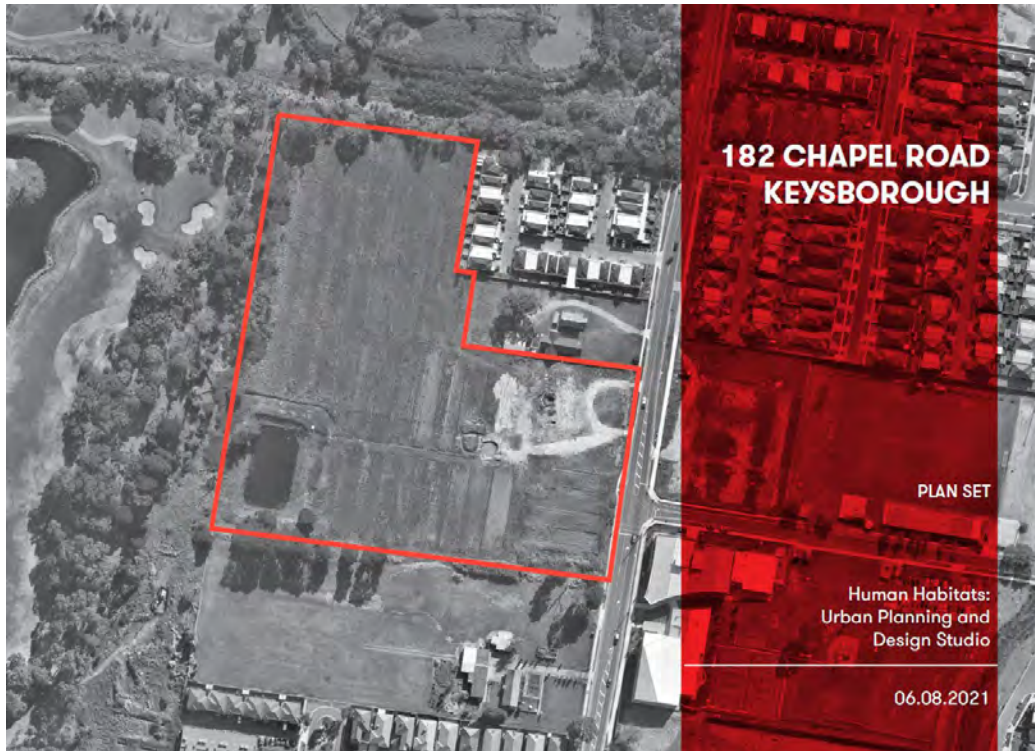 182 CHAPEL ROAD
KEYSBOROUGH
PLAN SET
Human Habitats:
Urban Planning and
Design Studio
06.08.2021